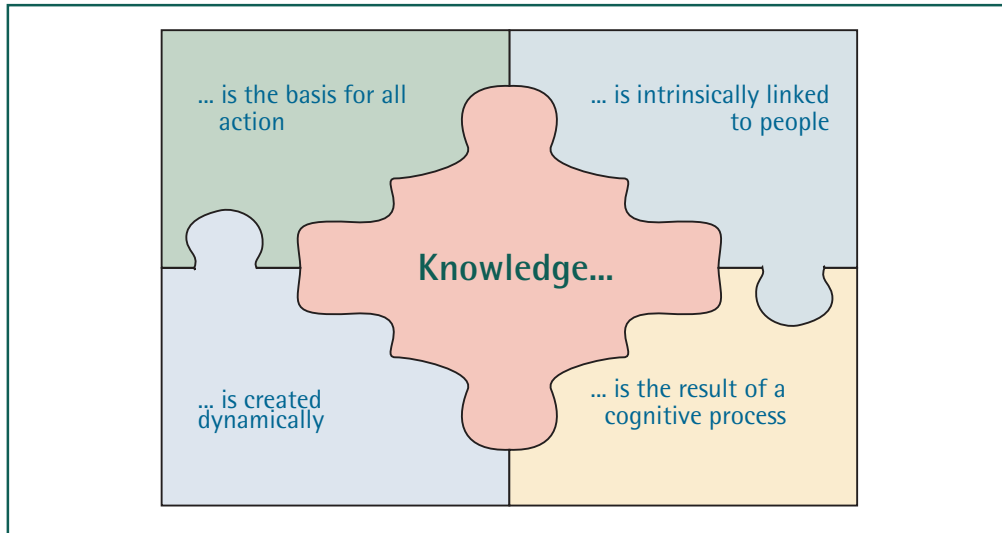 ... is the basis for all
action
... is intrinsically linked
to people
Knowledge...
... is created
dynamically
... is the result of a
cognitive process